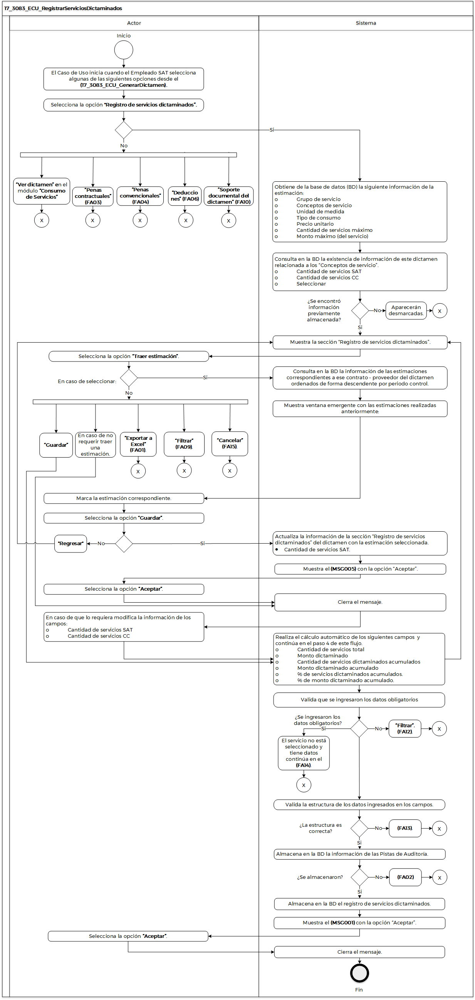 17_3083_ECU_RegistrarServiciosDictaminados
Actor
Sistema
Inicio
El Caso de Uso inicia cuando el Empleado SAT selecciona
algunas de las siguientes opciones desde el
(17_3083_ECU_GenerarDictamen).
Selecciona la opción “Registro de servicios dictaminados”.
Si
No
“Ver dictamen” en el
módulo “Consumo
de Servicios”
“Penas
contractuales”
(FA03)
“Penas
convencionales”
(FA04)
“Deduccio
nes” (FA06)
“Soporte
documental del
dictamen” (FA10)
X
X
X
X
X
Obtiene de la base de datos (BD) la siguiente información de la
estimación:
o Grupo de servicio
o Conceptos de servicio
o Unidad de medida
o Tipo de consumo
o Precio unitario
o Cantidad de servicios máximo
o Monto máximo (del servicio)
Consulta en la BD la existencia de información de este dictamen
relacionada a los “Conceptos de servicio”.
o Cantidad de servicios SAT
o Cantidad de servicios CC
o Seleccionar
¿Se encontró
información
previamente
almacenada?
No
Aparecerán
desmarcadas.
X
Si
Muestra la sección “Registro de servicios dictaminados”.
Selecciona la opción “Traer estimación”.
En caso de seleccionar:
Si
No
Consulta en la BD la información de las estimaciones
correspondientes a ese contrato - proveedor del dictamen
ordenados de forma descendente por periodo control.
Muestra ventana emergente con las estimaciones realizadas
anteriormente:
“Guardar”
En caso de no
requerir traer
una
estimación.
“Exportar a
Excel”
(FA01).
“Filtrar”
(FA09).
“Cancelar”
(FA15).
X
X
X
Marca la estimación correspondiente.
Selecciona la opción “Guardar”.
“Regresar”
No
Si
Actualiza la información de la sección “Registro de servicios
dictaminados” del dictamen con la estimación seleccionada.
● Cantidad de servicios SAT.
Muestra el (MSG005) con la opción “Aceptar”.
Selecciona la opción “Aceptar”.
Cierra el mensaje.
En caso de que lo requiera modifica la información de los
campos:
o Cantidad de servicios SAT
o Cantidad de servicios CC
Realiza el cálculo automático de los siguientes campos y
continúa en el paso 4 de este flujo.
o Cantidad de servicios total
o Monto dictaminado
o Cantidad de servicios dictaminados acumulados
o Monto dictaminado acumulado
o % de servicios dictaminados acumulados.
o % de monto dictaminado acumulado.
Valida que se ingresaron los datos obligatorios
¿Se ingresaron los
datos obligatorios?
Si
No
“Filtrar”,
(FA12).
X
El servicio no está
seleccionado y
tiene datos
continúa en el
(FA14).
X
Valida la estructura de los datos ingresados en los campos.
¿La estructura es
correcta?
No
(FA13).
X
Si
Almacena en la BD la información de las Pistas de Auditoría.
¿Se almacenaron?
No
(FA02)
X
Si
Almacena en la BD el registro de servicios dictaminados.
Muestra el (MSG001) con la opción “Aceptar”.
Selecciona la opción “Aceptar”.
Cierra el mensaje.
Fin